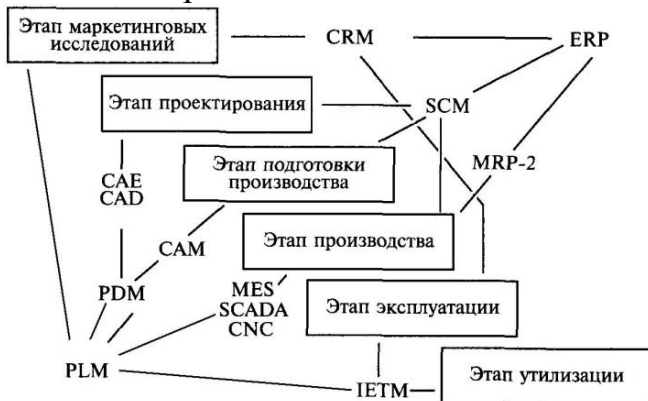 Этап маркетинговых
исследований
CRM
ERP
Этап проектирования
SCM
Этап подготовки
производства
MRP-2
CAE
CAD
CAM
Этап производства
PDM
MES
SCADA
CNC
Этап эксплуатации
PLM
IETM
Этап утилизации